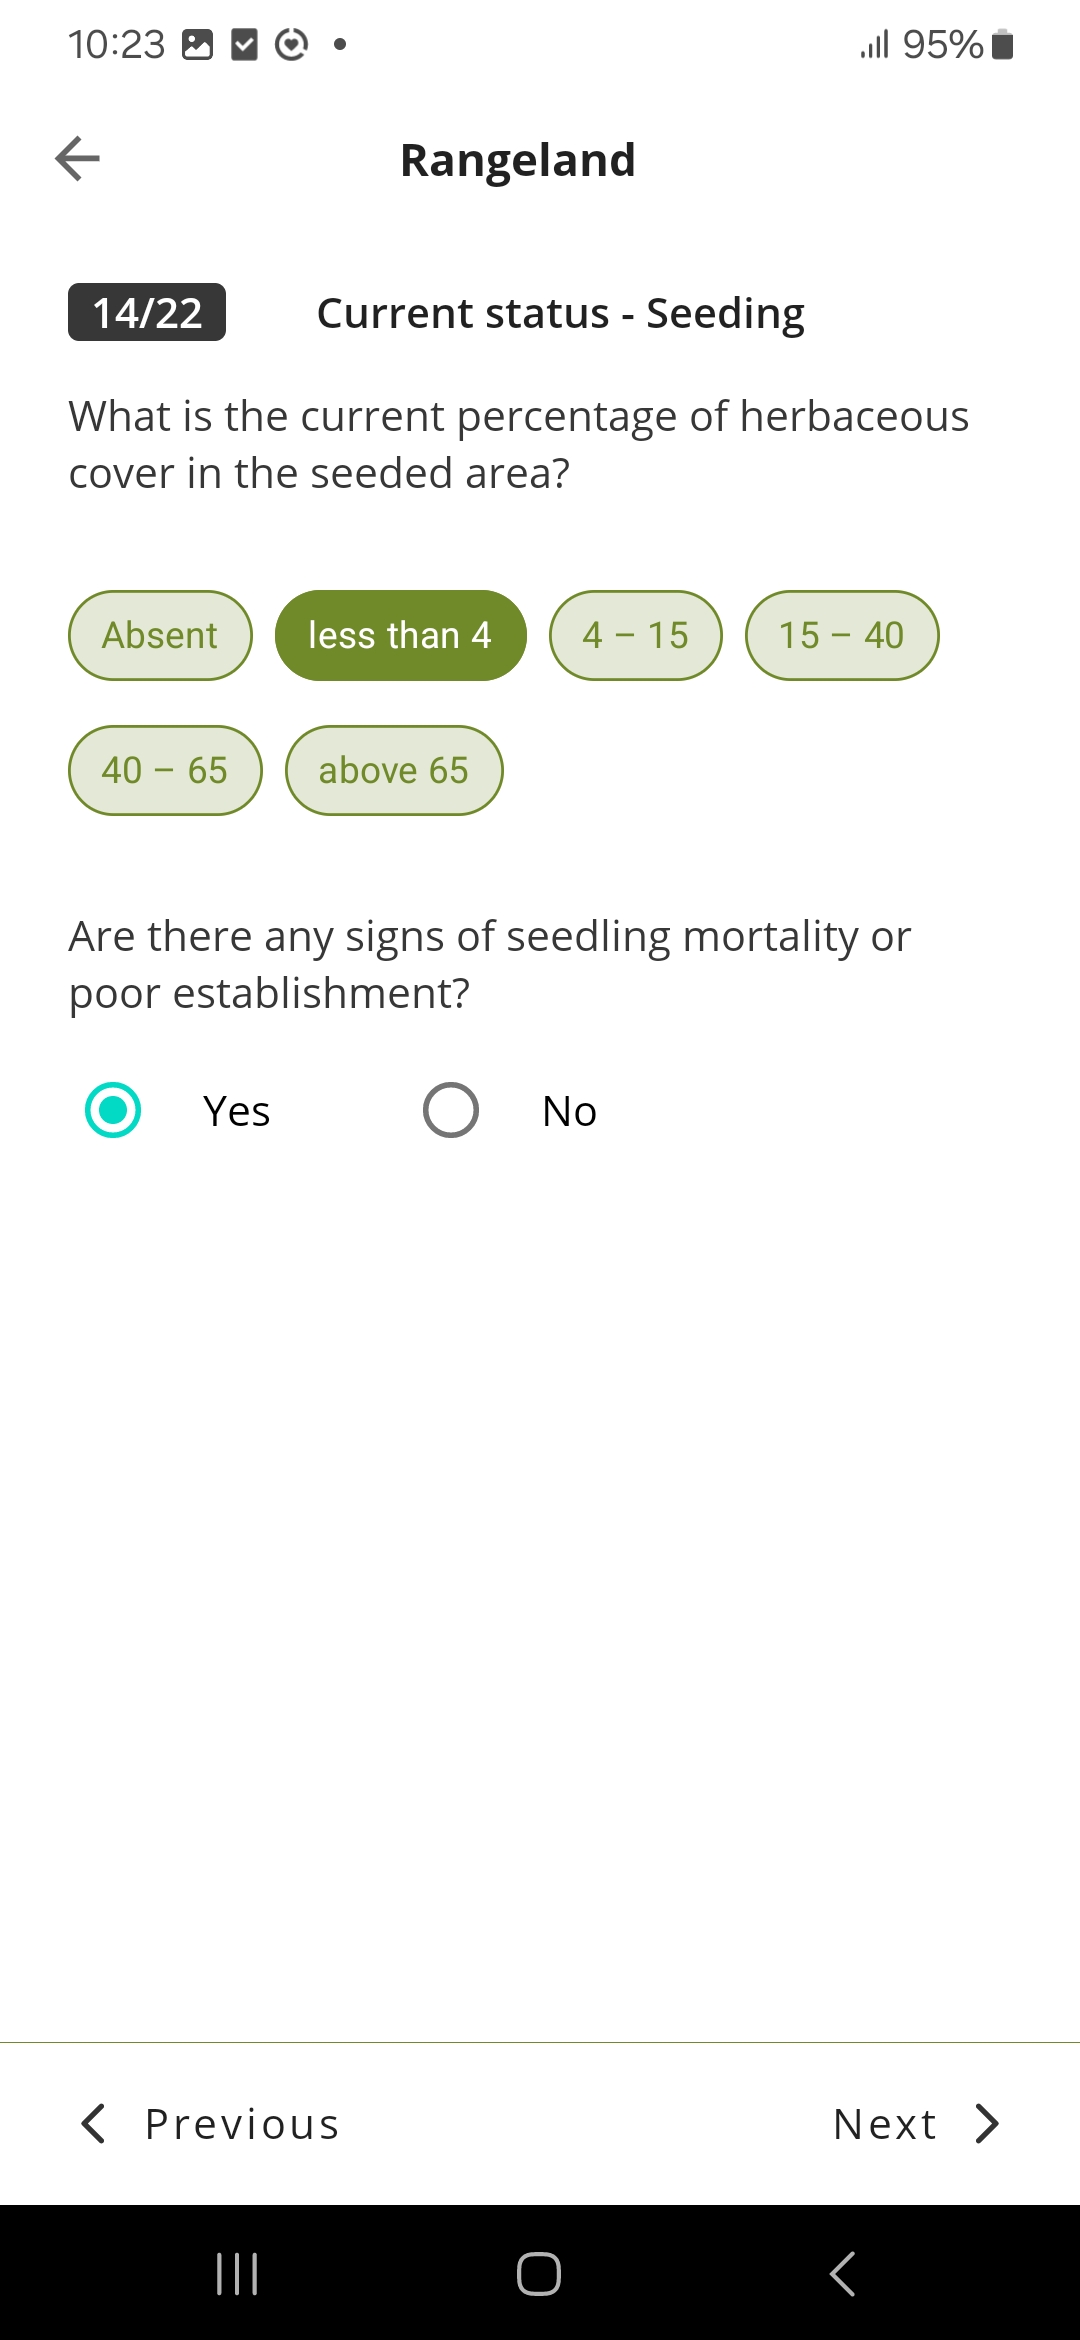 10:23 95%
Rangeland
14/22 Current status - Seeding
What is the current percentage of herbaceous
cover in the seeded area?
Absent less than 4 4 – 15 15 – 40
40 – 65 above 65
Are there any signs of seedling mortality or
poor establishment?
Yes No
Previous Next